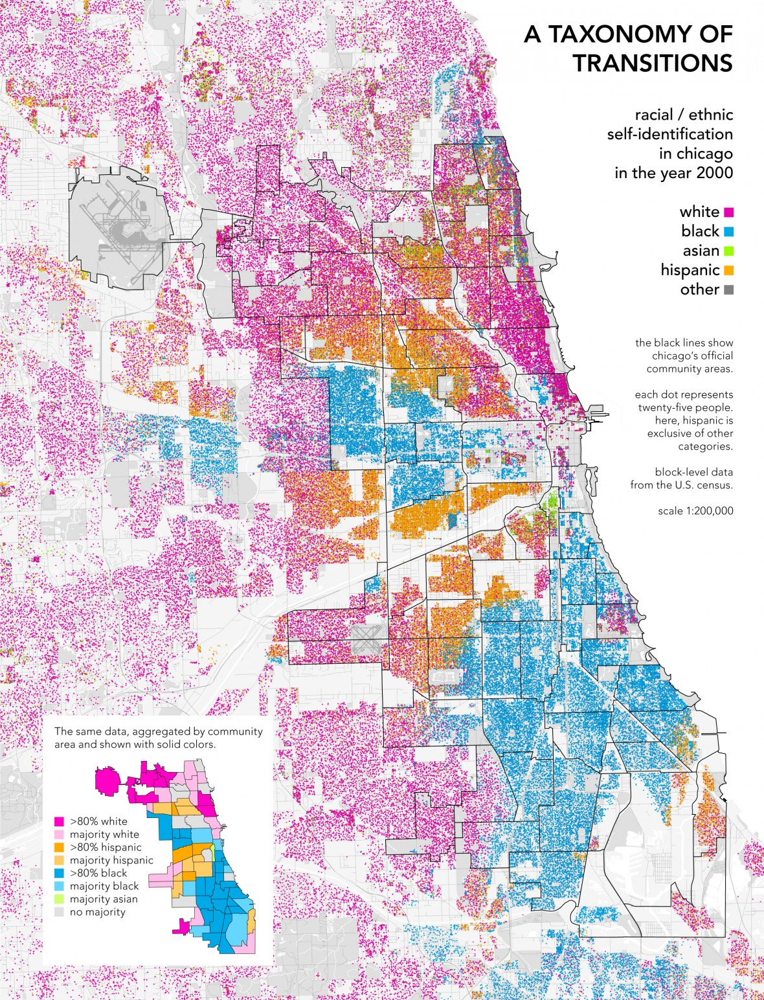 A TAXONOMY OF
TRANSITIONS
racial / ethnic
self-identification
in chicago
in the year 2000
white
black
asian
hispanic
other
the black lines show
chicago's official
community areas.
each dot represents
twenty-five people.
here, hispanic is
exclusive of other
categories.
block-level data
from the U.S. census.
scale 1:200,000
The same data, aggregated by community
area and shown with solid colors.
>80% white
majority white
>80% hispanic
majority hispanic
>80% black
majority black
majority asian
no majority